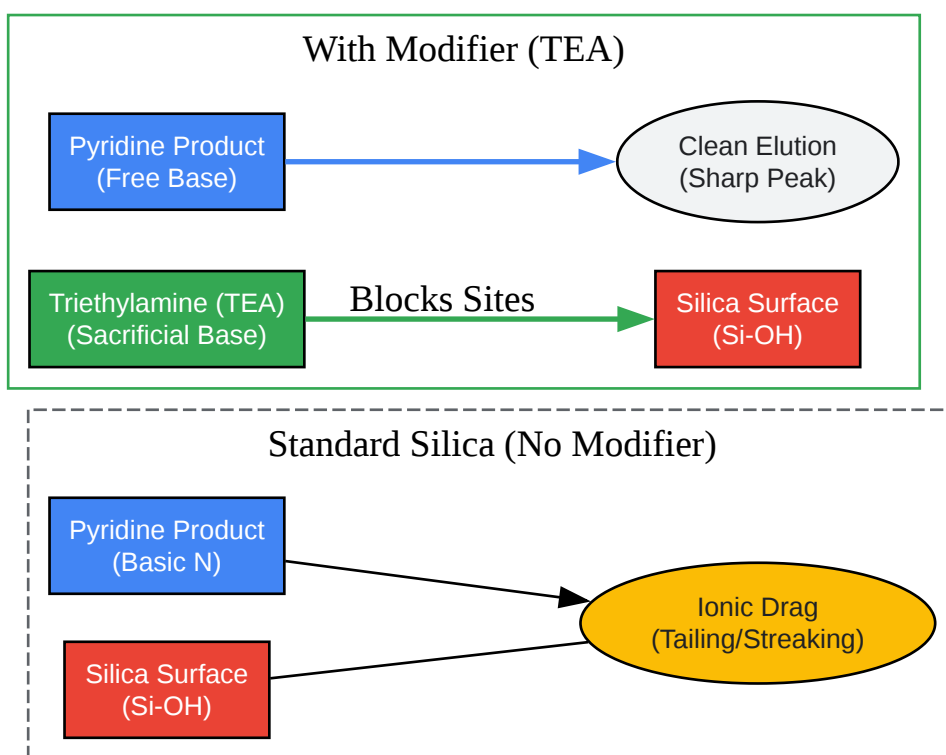 With Modifier (TEA)
Pyridine Product
(Free Base)
Clean Elution
(Sharp Peak)
Triethylamine (TEA)
(Sacrificial Base)
Blocks Sites
Silica Surface
(Si-OH)
Standard Silica (No Modifier)
Pyridine Product
(Basic N)
Ionic Drag
(Tailing/Streaking)
Silica Surface
(Si-OH)